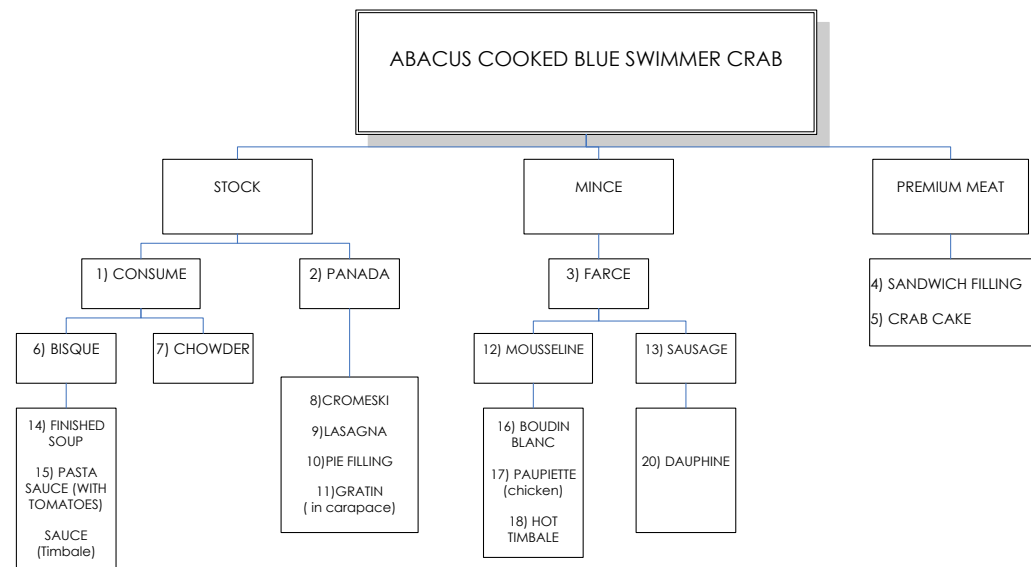 ABACUS COOKED BLUE SWIMMER CRAB
STOCK
MINCE
PREMIUM MEAT
1) CONSUME
2) PANADA
3) FARCE
4) SANDWICH FILLING
5) CRAB CAKE
6) BISQUE
7) CHOWDER
12) MOUSSELINE
13) SAUSAGE
8)CROMESKI
9)LASAGNA
10)PIE FILLING
11)GRATIN
( in carapace)
14) FINISHED
SOUP
15) PASTA
SAUCE (WITH
TOMATOES)
SAUCE
(Timbale)
16) BOUDIN
BLANC
17) PAUPIETTE
(chicken)
18) HOT
TIMBALE
20) DAUPHINE